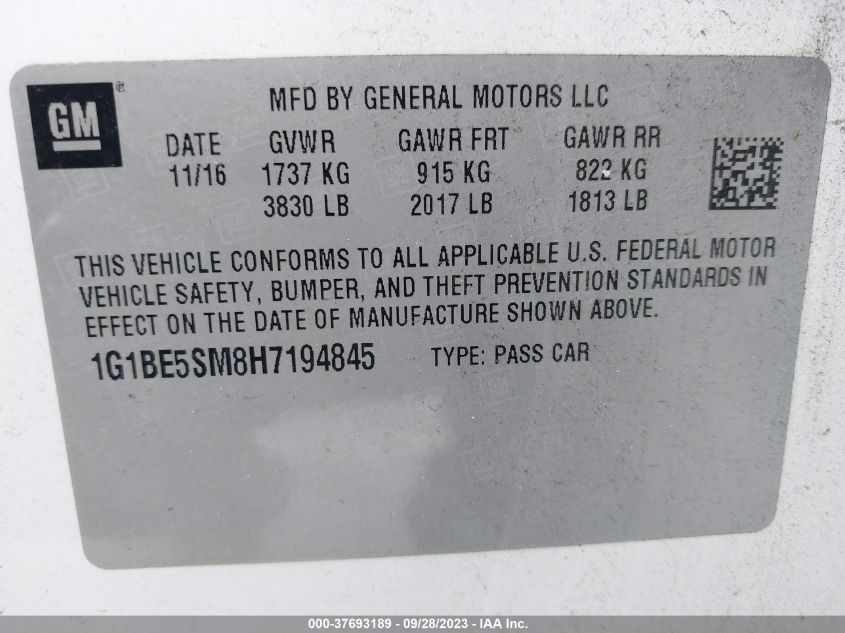 GM®
MFD BY GENERAL MOTORS LLC
DATE GVWR GAWR FRT GAWR RR
11/16 1737 KG 915 KG 822 KG
3830 LB 2017 LB 1813 LB
THIS VEHICLE CONFORMS TO ALL APPLICABLE U.S. FEDERAL MOTOR
VEHICLE SAFETY, BUMPER, AND THEFT PREVENTION STANDARDS IN
EFFECT ON THE DATE OF MANUFACTURE SHOWN ABOVE.
1G1BE5SM8H7194845 TYPE: PASS CAR
000-37693189 - 09/28/2023 - IAA Inc.